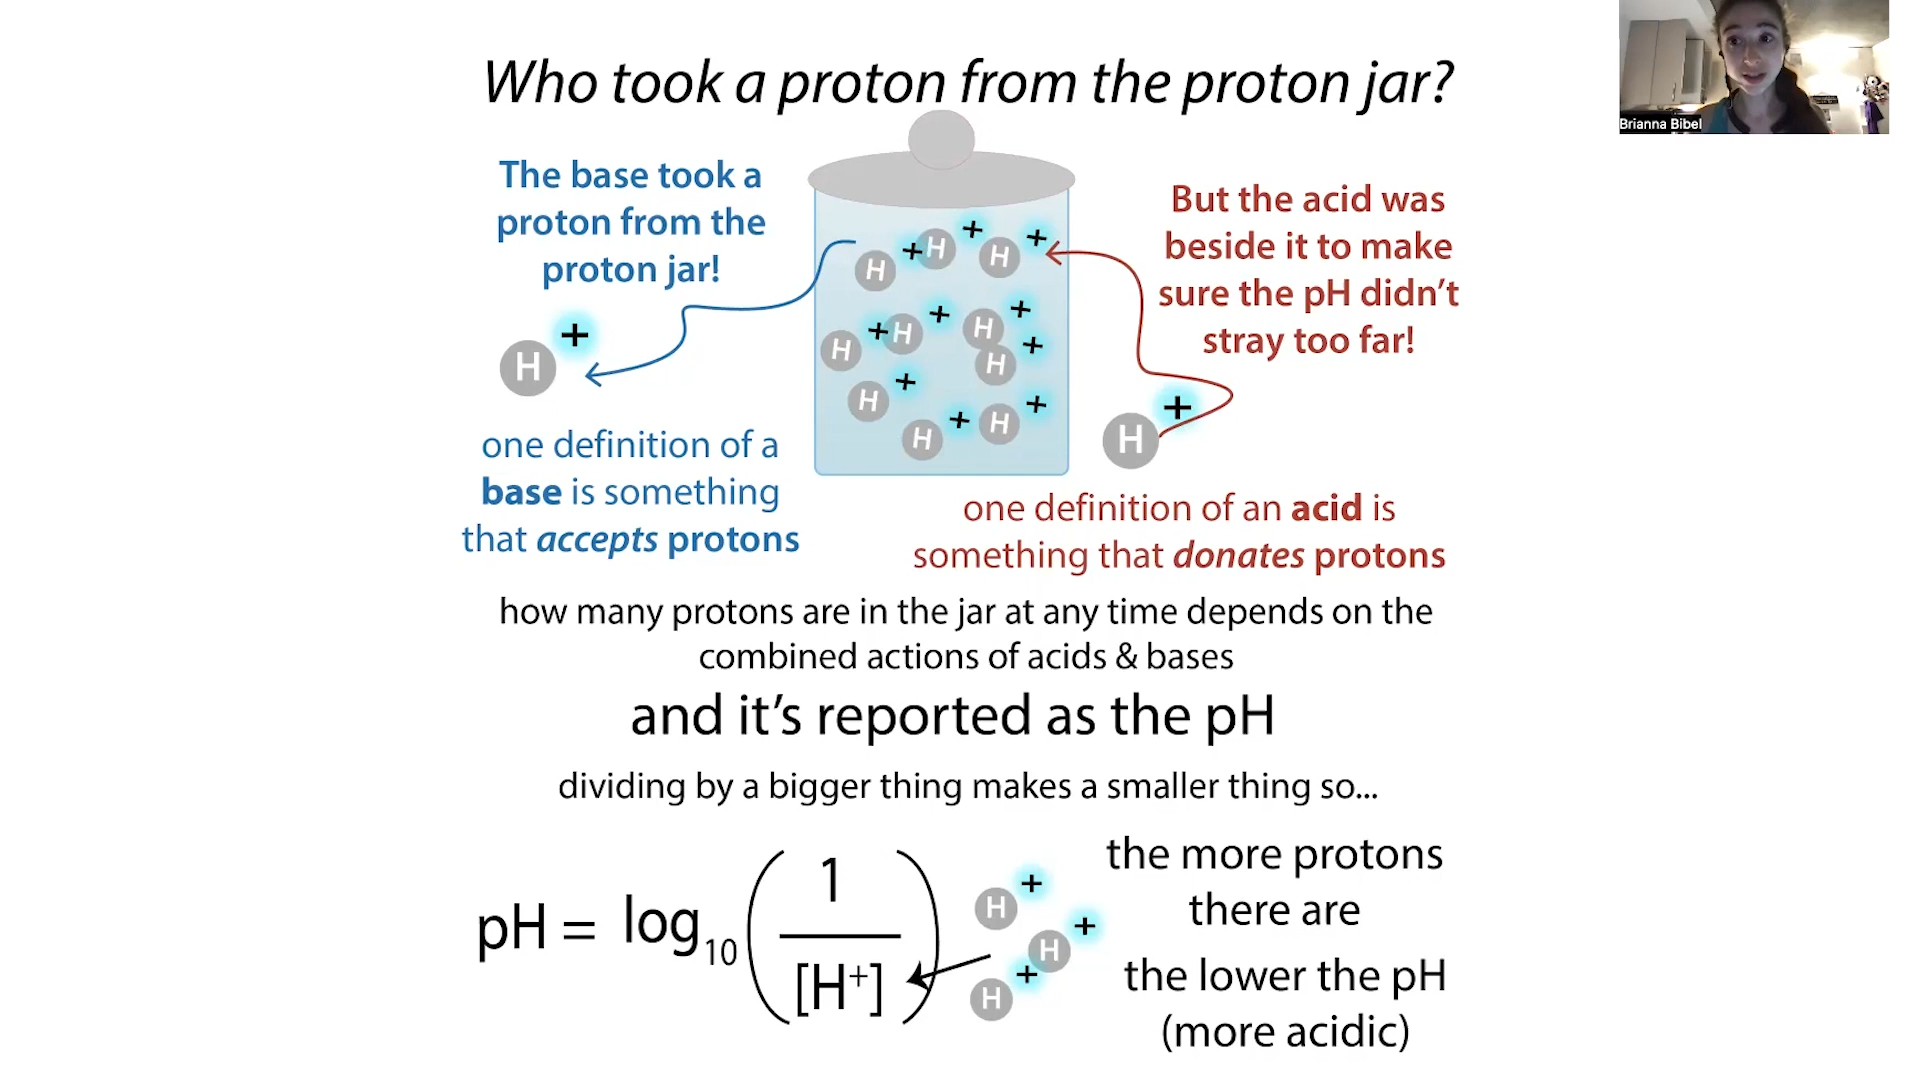 Who took a proton from the proton jar?
Brianna Bibel
The base took a
proton from the
proton jar!
But the acid was
beside it to make
sure the pH didn't
stray too far!
H +
H +
H +
H +
H +
H +
H +
H +
H +
H +
H +
H +
one definition of a
base is something
that accepts protons
one definition of an acid is
something that donates protons
how many protons are in the jar at any time depends on the
combined actions of acids & bases
and it's reported as the pH
dividing by a bigger thing makes a smaller thing so...
pH = log10 ( 1 / [H+] )
H +
H +
H +
the more protons
there are
the lower the pH
(more acidic)